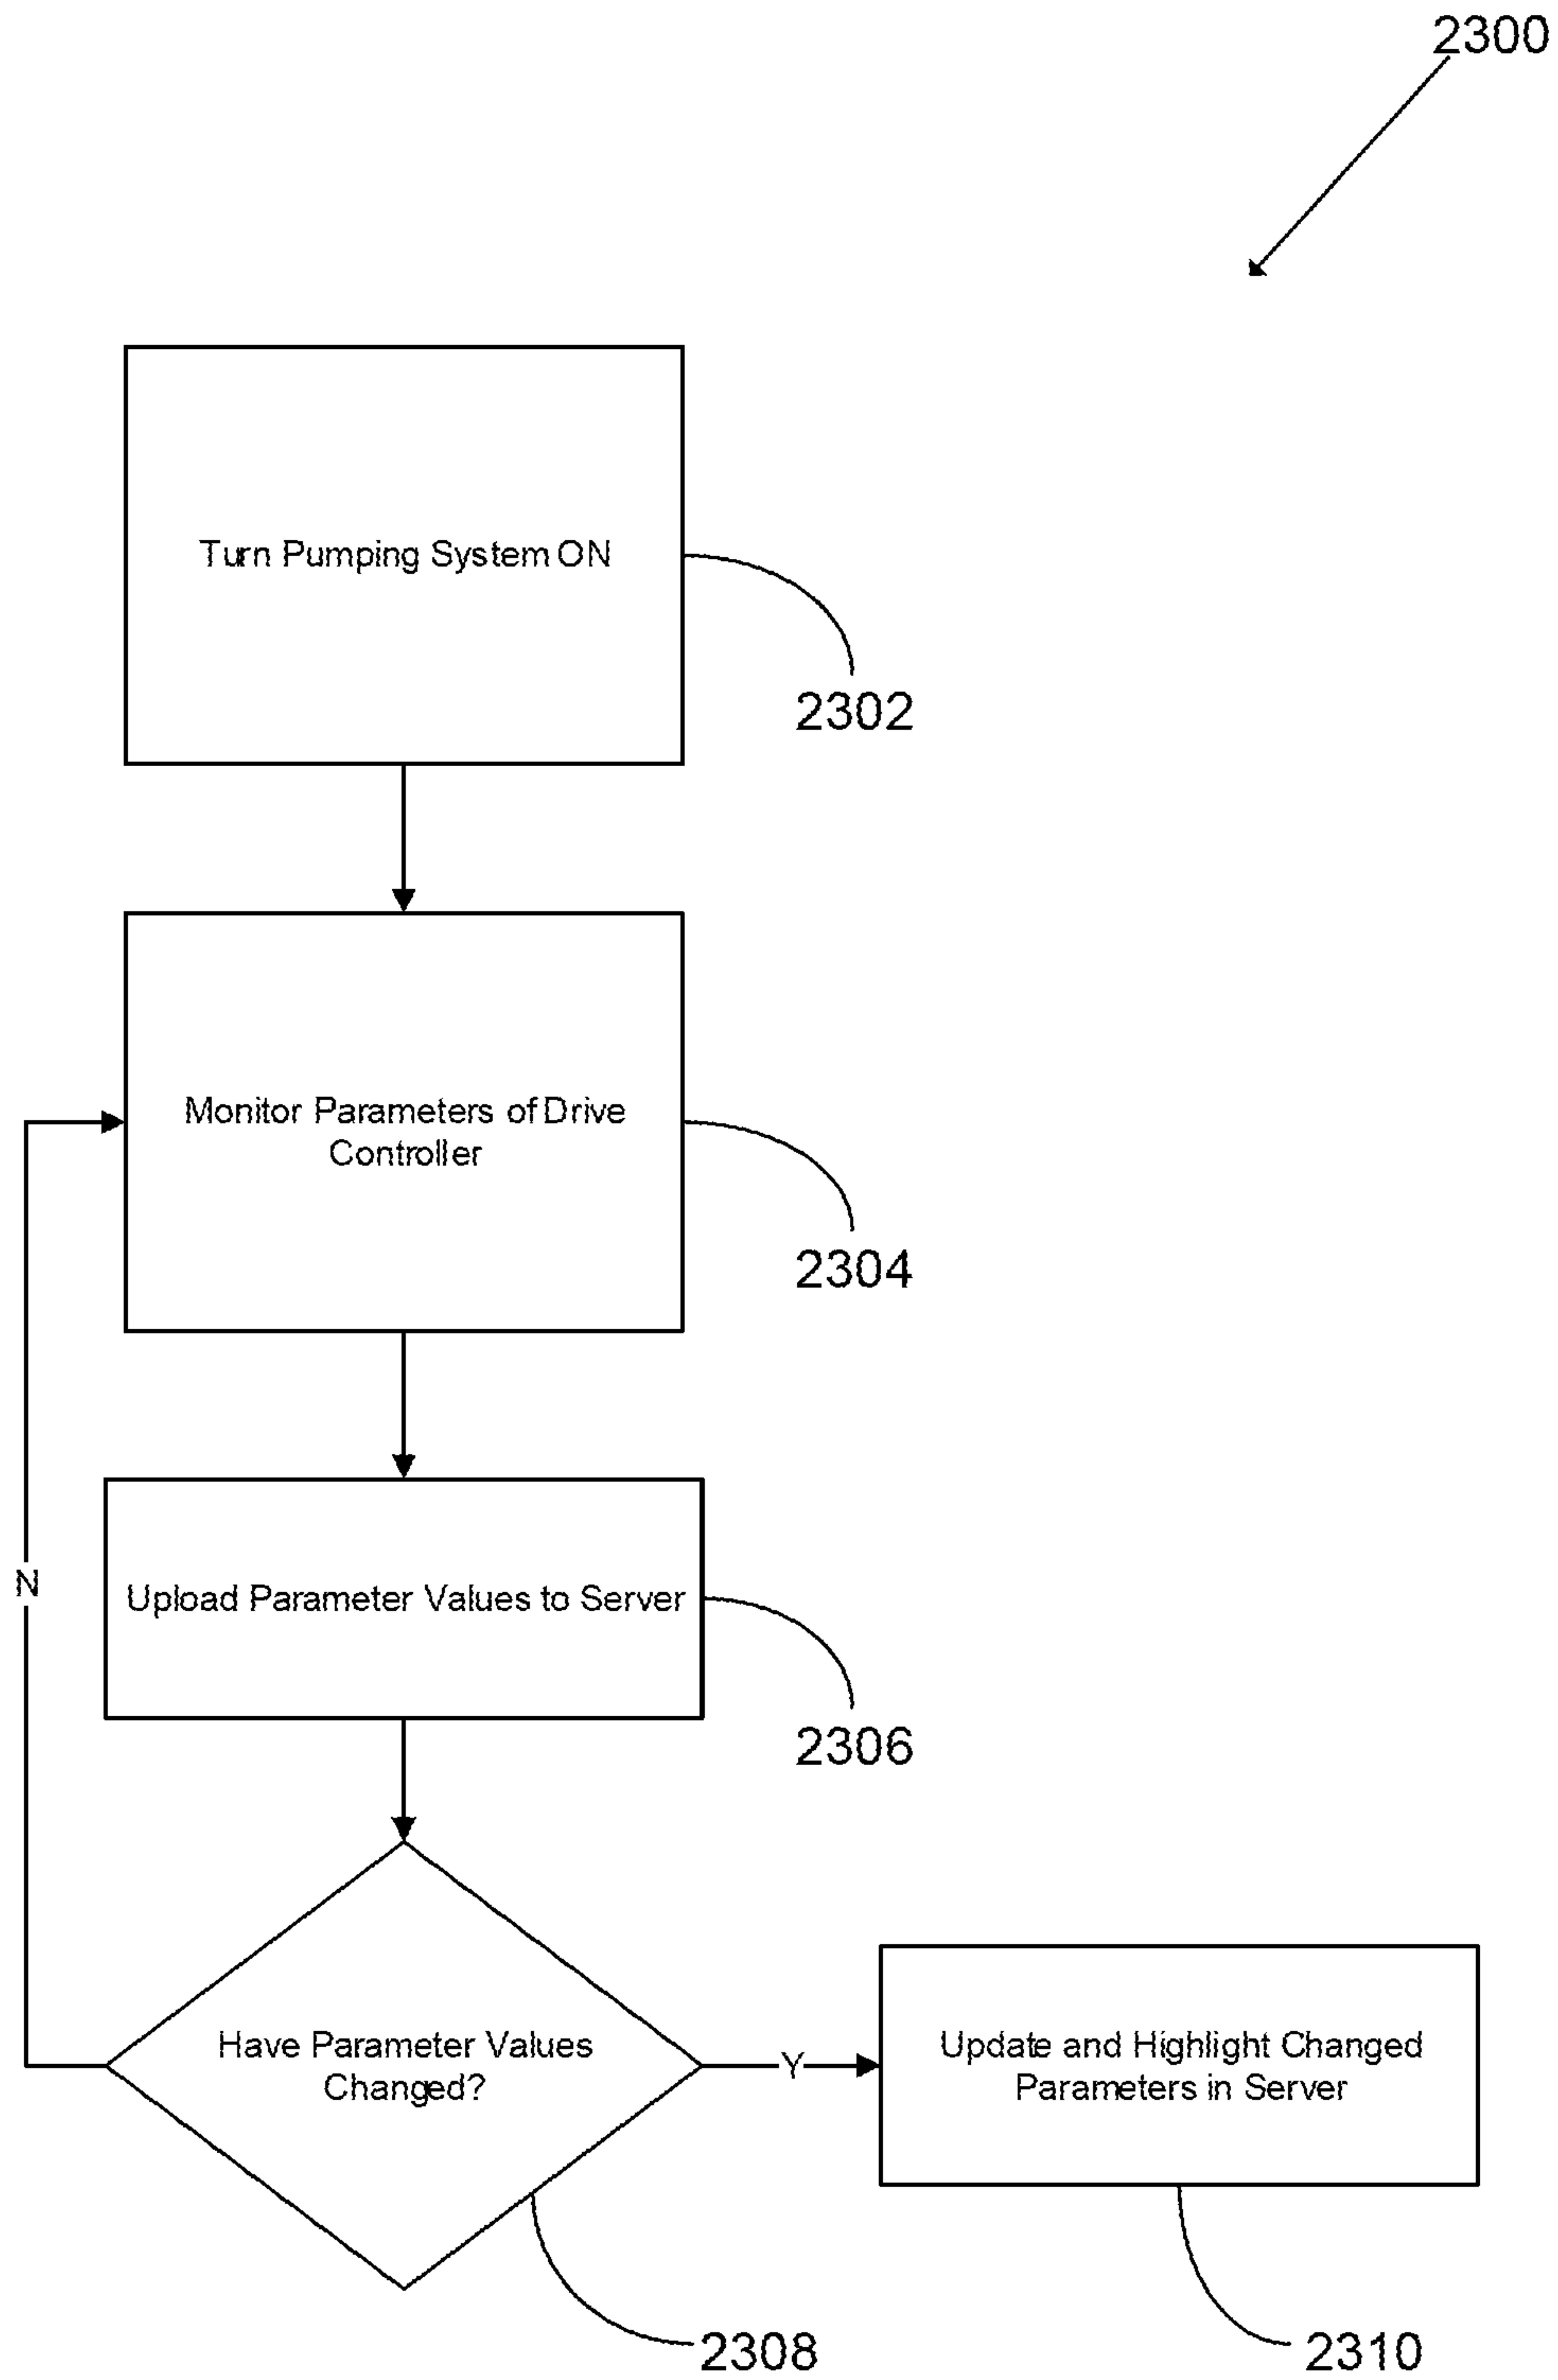 2300
Turn Pumping System ON
2302
Monitor Parameters of Drive
Controller
2304
N
Upload Parameter Values to Server
2306
Have Parameter Values
Changed?
Y
Update and Highlight Changed
Parameters in Server
2308
2310